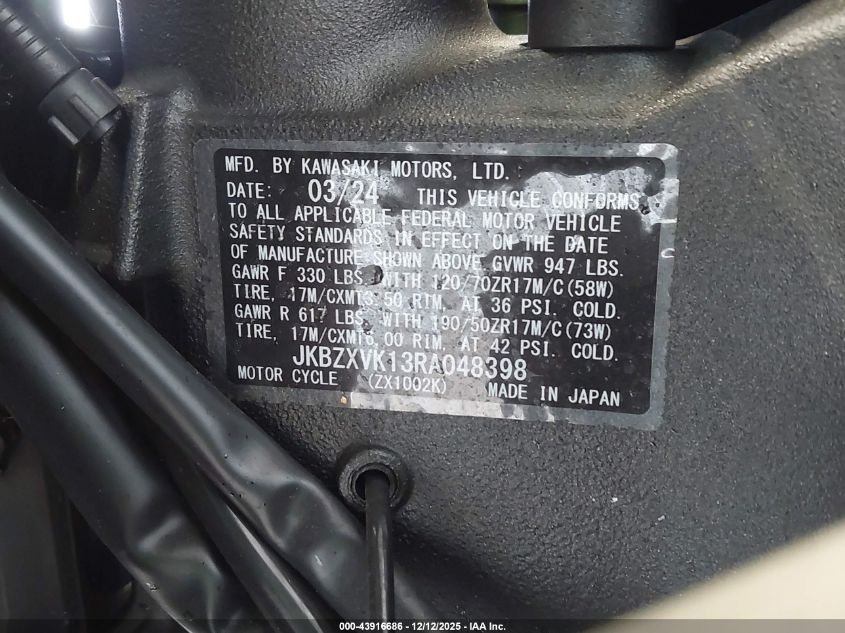 MFD. BY KAWASAKI MOTORS, LTD.
DATE: 03/24 THIS VEHICLE CONFORMS
TO ALL APPLICABLE FEDERAL MOTOR VEHICLE
SAFETY STANDARDS IN EFFECT ON THE DATE
OF MANUFACTURE SHOWN ABOVE GVWR 947 LBS.
GAWR F 330 LBS. WITH 120/70ZR17M/C(58W)
TIRE, 17M/CXMT3.50 RIM, AT 36 PSI. COLD.
GAWR R 617 LBS. WITH 190/50ZR17M/C(73W)
TIRE, 17M/CXMT6.00 RIM, AT 42 PSI. COLD.
JKBZXVK13RA048398
MOTOR CYCLE (ZX1002K) MADE IN JAPAN
000-43916686 - 12/12/2025 - IAA Inc.